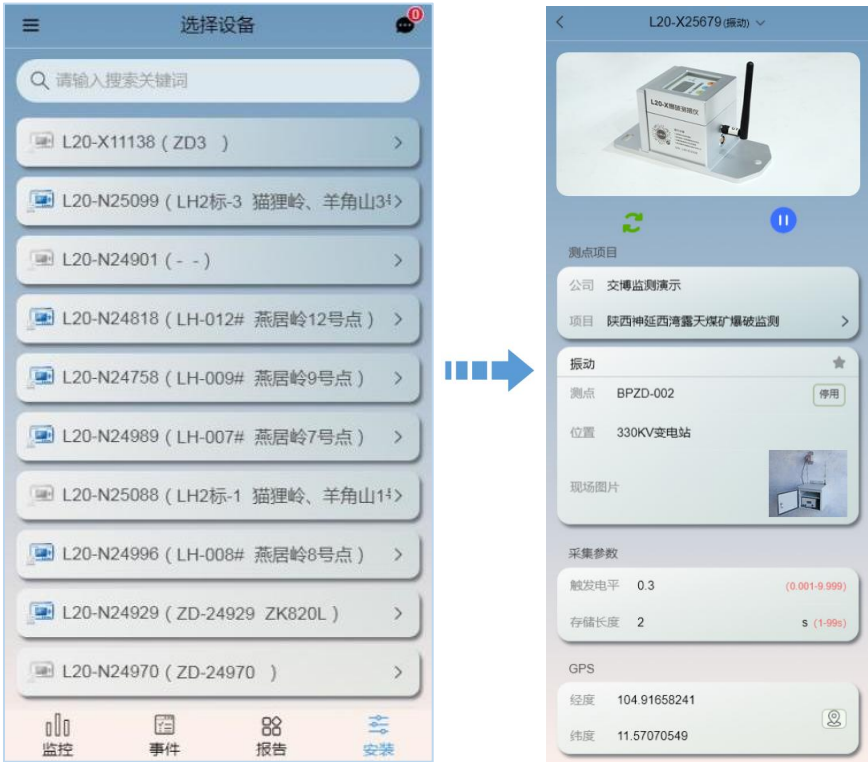 选择设备
0
请输入搜索关键词
L20-X11138 ( ZD3 )
L20-N25099 ( LH2标-3 猫狸岭、羊角山3
L20-N24901 ( - - )
L20-N24818 ( LH-012# 燕居岭12号点 )
L20-N24758 ( LH-009# 燕居岭9号点 )
L20-N24989 ( LH-007# 燕居岭7号点 )
L20-N25088 ( LH2标-1 猫狸岭、羊角山1
L20-N24996 ( LH-008# 燕居岭8号点 )
L20-N24929 ( ZD-24929 ZK820L )
L20-N24970 ( ZD-24970 )
监控 事件 报告 安装
L20-X25679(振动)
L20-X爆破测振仪
测点项目
公司 交博监测演示
项目 陕西神延西湾露天煤矿爆破监测
振动
测点 BPZD-002 停用
位置 330KV变电站
现场图片
采集参数
触发电平 0.3 (0.001-9.999)
存储长度 2 s (1-99s)
GPS
经度 104.91658241
纬度 11.57070549